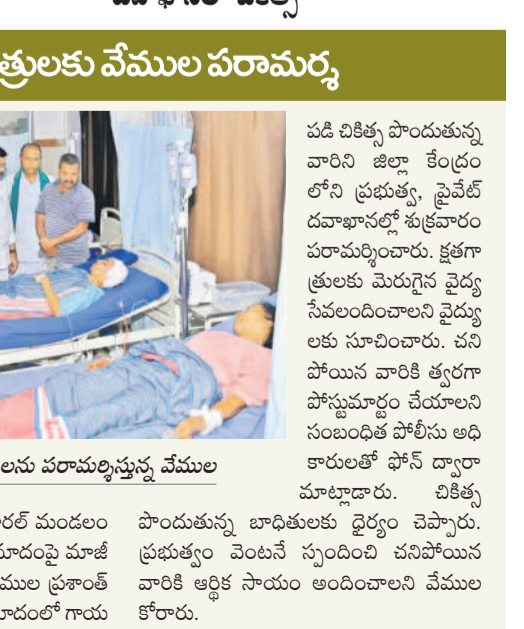 త్రులకు వేముల పరామర్శ
లను పరామర్శిస్తున్న వేముల
రల్ మండలం
మాదంపై మాజీ
ముల ప్రశాంత్
మాదంలో గాయ
పడి చికిత్స పొందుతున్న
వారిని జిల్లా కేంద్రం
లోని ప్రభుత్వ, ప్రైవేట్
దవాఖానల్లో శుక్రవారం
పరామర్శించారు. క్షతగా
త్రులకు మెరుగైన వైద్య
సేవలందించాలని వైద్యు
లకు సూచించారు. చని
పోయిన వారికి త్వరగా
పోస్టుమార్టం చేయాలని
సంబంధిత పోలీసు అధి
కారులతో ఫోన్ ద్వారా
మాట్లాడారు. చికిత్స
పొందుతున్న బాధితులకు ధైర్యం చెప్పారు.
ప్రభుత్వం వెంటనే స్పందించి చనిపోయిన
వారికి ఆర్థిక సాయం అందించాలని వేముల
కోరారు.